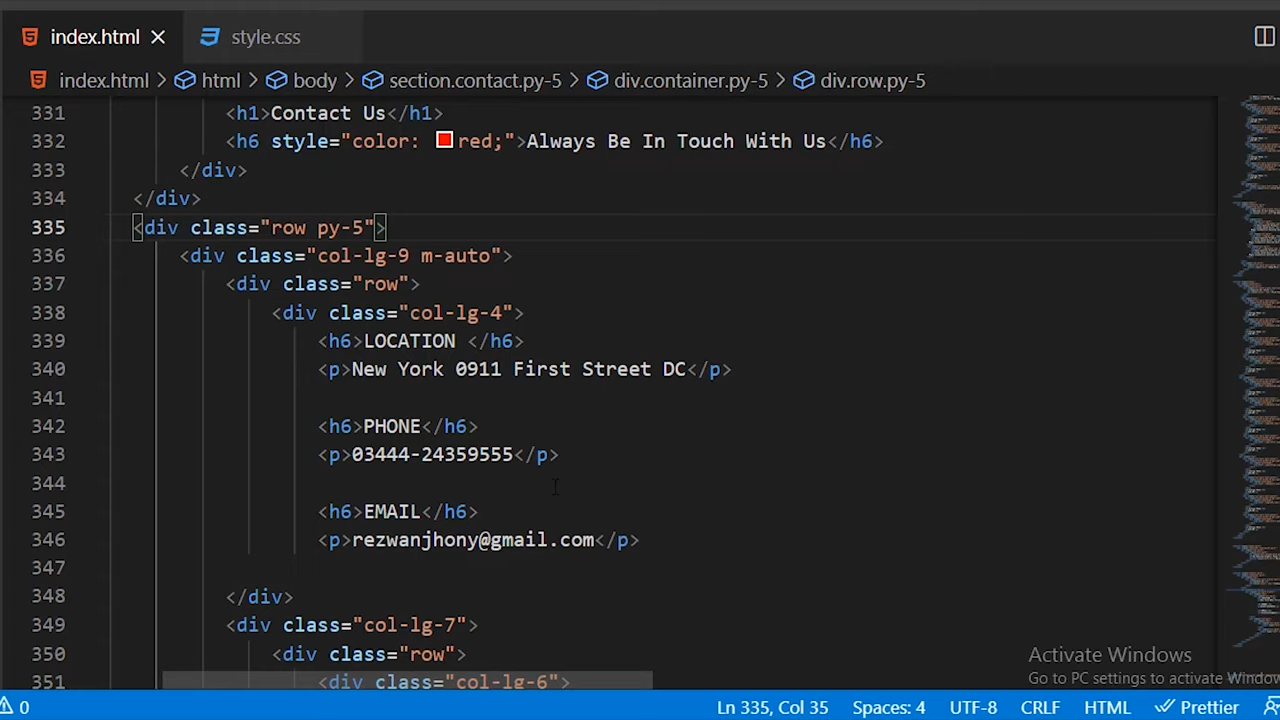 index.html style.css
index.html > html > body > section.contact.py-5 > div.container.py-5 > div.row.py-5
331 <h1>Contact Us</h1>
332 <h6 style="color: red;">Always Be In Touch With Us</h6>
333 </div>
334 </div>
335 <div class="row py-5">
336 <div class="col-lg-9 m-auto">
337 <div class="row">
338 <div class="col-lg-4">
339 <h6>LOCATION </h6>
340 <p>New York 0911 First Street DC</p>
341
342 <h6>PHONE</h6>
343 <p>03444-24359555</p>
344
345 <h6>EMAIL</h6>
346 <p>rezwanjhony@gmail.com</p>
347
348 </div>
349 <div class="col-lg-7">
350 <div class="row">
351 <div class="col-lg-6">
Activate Windows
Go to PC settings to activate Windo
0 Ln 335, Col 35 Spaces: 4 UTF-8 CRLF HTML Prettier